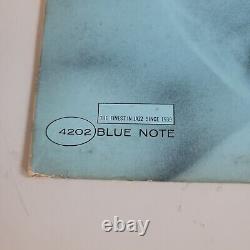 THE FINEST IN JAZZ SINCE 1939
4202 BLUE NOTE